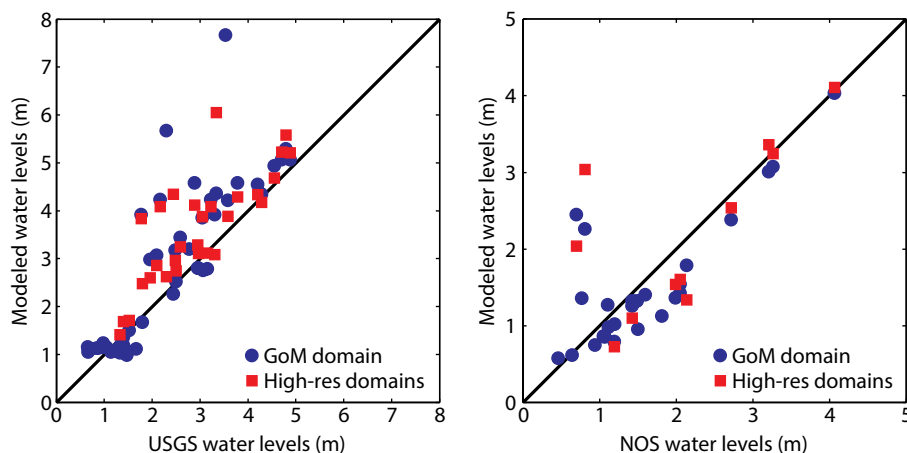 8
7
6
5
4
3
2
1
0
Modeled water levels (m)
GoM domain
High-res domains
0 1 2 3 4 5 6 7 8
USGS water levels (m)
5
4
3
2
1
0
Modeled water levels (m)
GoM domain
High-res domains
0 1 2 3 4 5
NOS water levels (m)